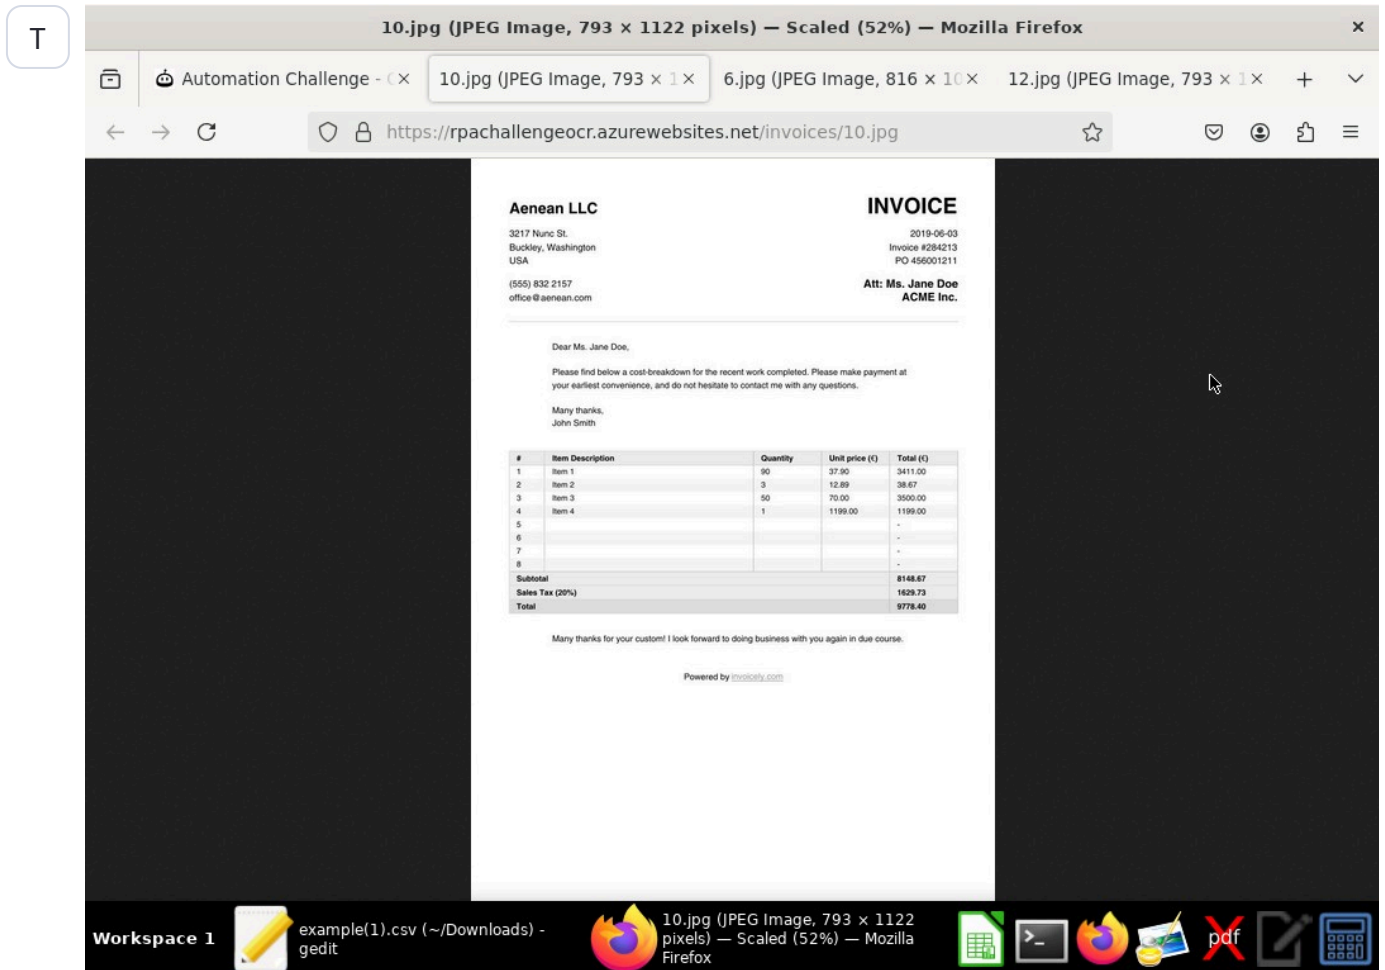 T
10.jpg (JPEG Image, 793 × 1122 pixels) — Scaled (52%) — Mozilla Firefox
Automation Challenge -
10.jpg (JPEG Image, 793 × 1
6.jpg (JPEG Image, 816 × 10
12.jpg (JPEG Image, 793 × 1
https://rpachallengeocr.azurewebsites.net/invoices/10.jpg
Aenean LLC
INVOICE
3217 Nunc St.
2019-06-03
Buckley, Washington
Invoice #284213
USA
PO 456001211
(555) 832 2157
Att: Ms. Jane Doe
office@aenean.com
ACME Inc.
Dear Ms. Jane Doe,
Please find below a cost-breakdown for the recent work completed. Please make payment at
your earliest convenience, and do not hesitate to contact me with any questions.
Many thanks,
John Smith
# Item Description Quantity Unit price (€) Total (€)
1 Item 1 90 37.90 3411.00
2 Item 2 3 12.89 38.67
3 Item 3 50 70.00 3500.00
4 Item 4 1 1199.00 1199.00
5 -
6 -
7 -
8 -
Subtotal 8148.67
Sales Tax (20%) 1629.73
Total 9778.40
Many thanks for your custom! I look forward to doing business with you again in due course.
Powered by invoicely.com
Workspace 1
example(1).csv (~/Downloads) -
gedit
10.jpg (JPEG Image, 793 × 1122
pixels) — Scaled (52%) — Mozilla
Firefox
pdf